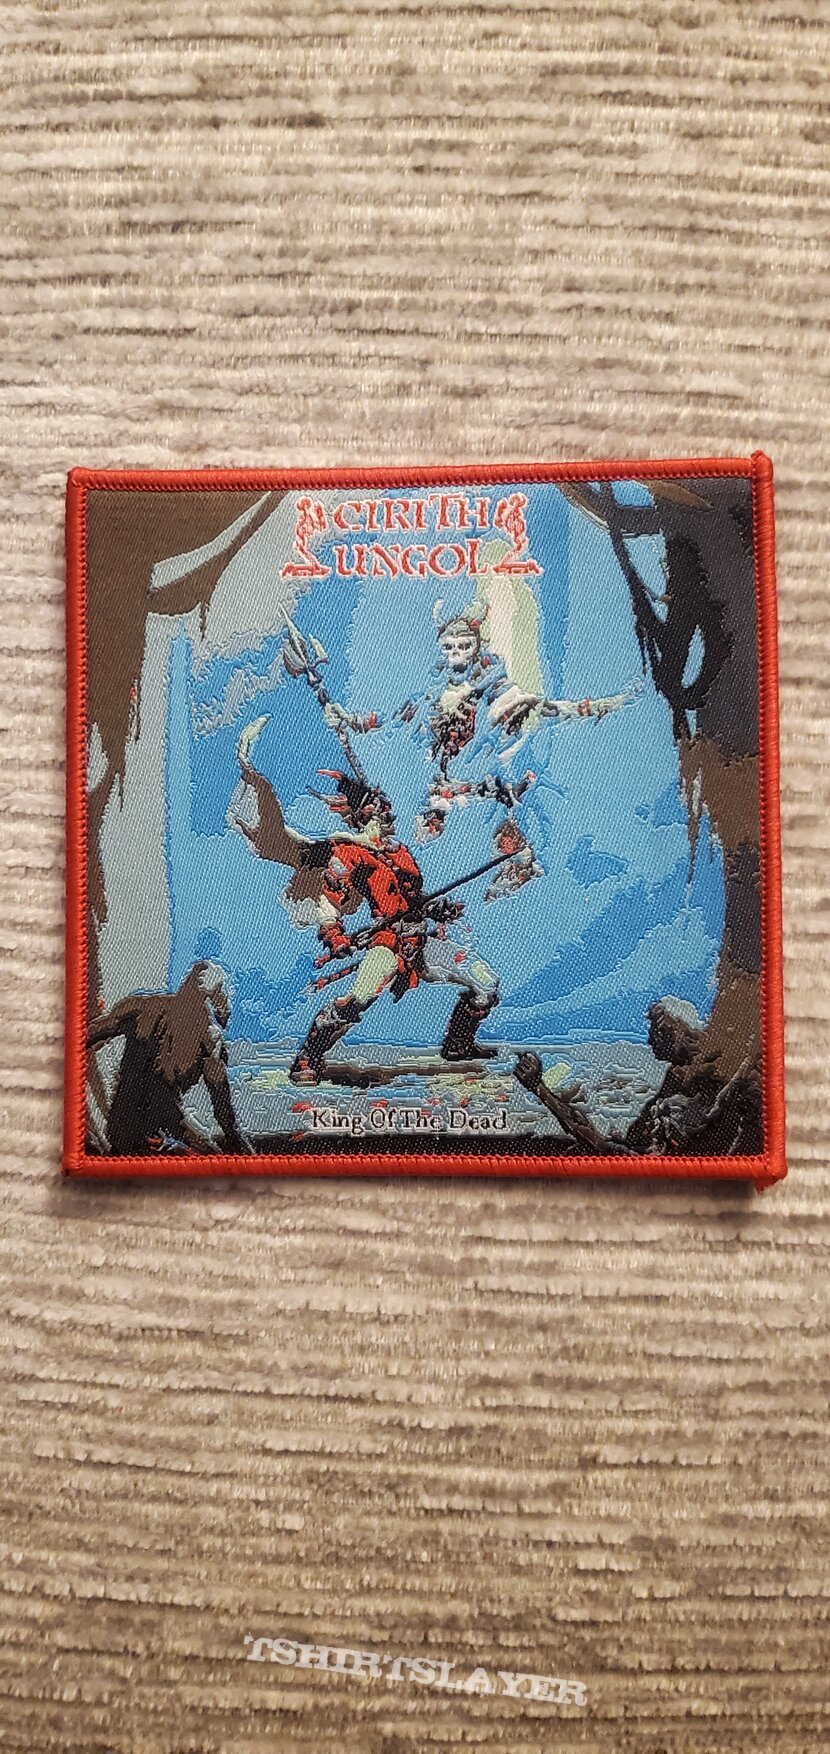 CIRITH
UNGOL
King Of The Dead
TSHIRTSLAYER